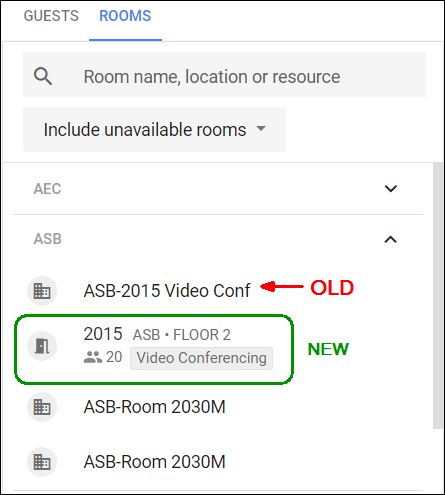 GUESTS ROOMS
Room name, location or resource
Include unavailable rooms
AEC
ASB
ASB-2015 Video Conf OLD
2015 ASB • FLOOR 2
20 Video Conferencing
NEW
ASB-Room 2030M
ASB-Room 2030M